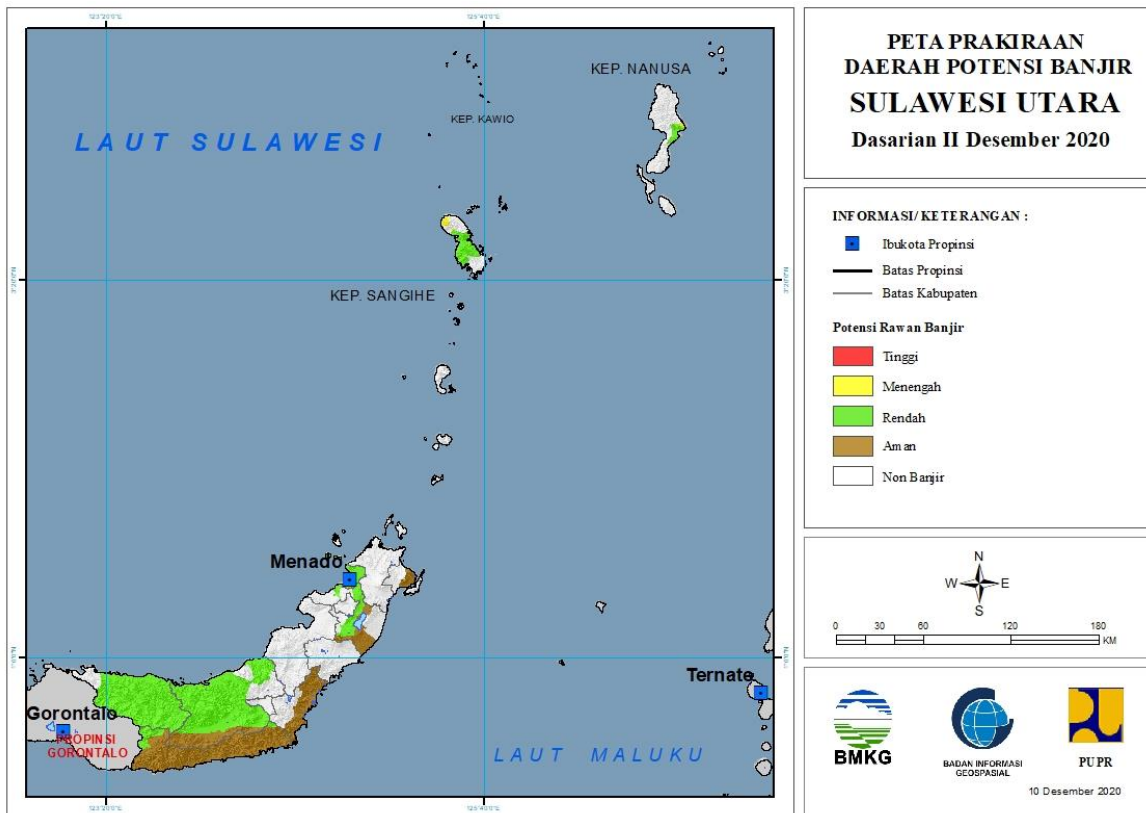 PETA PRAKIRAAN
DAERAH POTENSI BANJIR
SULAWESI UTARA
Dasarian II Desember 2020
INFORMASI/ KETERANGAN :
Ibukota Propinsi
Batas Propinsi
Batas Kabupaten
Potensi Rawan Banjir
Tinggi
Menengah
Rendah
Aman
Non Banjir
N
W E
S
0 30 60 120 180
KM
BMKG
BADAN INFORMASI
GEOSPASIAL
PUPR
10 Desember 2020
KEP. NANUSA
KEP. KAWIO
LAUT SULAWESI
KEP. SANGIHE
Menado
Ternate
Gorontalo
PROPINSI
GORONTALO
LAUT MALUKU